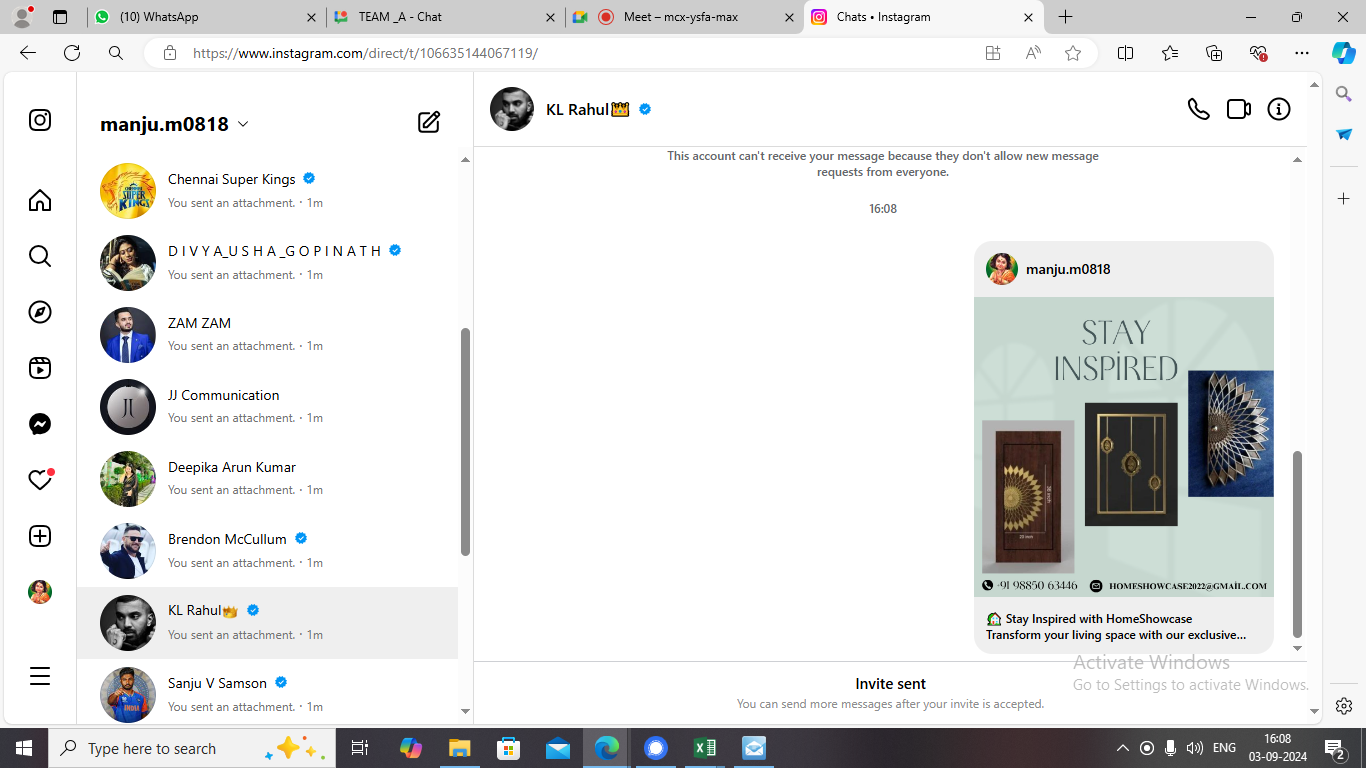 (10) WhatsApp
TEAM _A - Chat
Meet – mcx-ysfa-max
Chats • Instagram
https://www.instagram.com/direct/t/106635144067119/
manju.m0818
Chennai Super Kings
You sent an attachment. · 1m
D I V Y A_U S H A _G O P I N A T H
You sent an attachment. · 1m
ZAM ZAM
You sent an attachment. · 1m
JJ Communication
You sent an attachment. · 1m
Deepika Arun Kumar
You sent an attachment. · 1m
Brendon McCullum
You sent an attachment. · 1m
KL Rahul👑
You sent an attachment. · 1m
Sanju V Samson
You sent an attachment. · 1m
KL Rahul👑
This account can't receive your message because they don't allow new message
requests from everyone.
16:08
manju.m0818
STAY
INSPIRED
+91 98850 63446
HOMESHOWCASE2022@GMAIL.COM
🏡 Stay Inspired with HomeShowcase
Transform your living space with our exclusive...
Invite sent
You can send more messages after your invite is accepted.
Activate Windows
Go to Settings to activate Windows.
Type here to search
ENG
16:08
03-09-2024
2